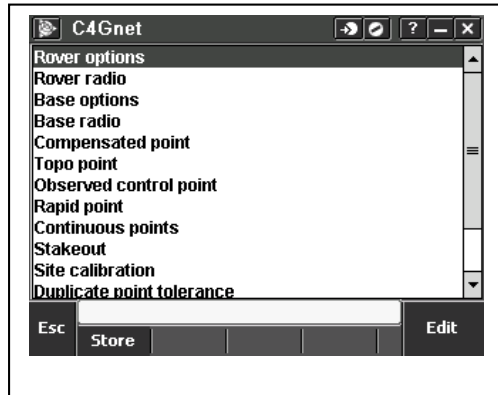 C4Gnet ? — ×
Rover options
Rover radio
Base options
Base radio
Compensated point
Topo point
Observed control point
Rapid point
Continuous points
Stakeout
Site calibration
Duplicate point tolerance
Esc
Store
Edit